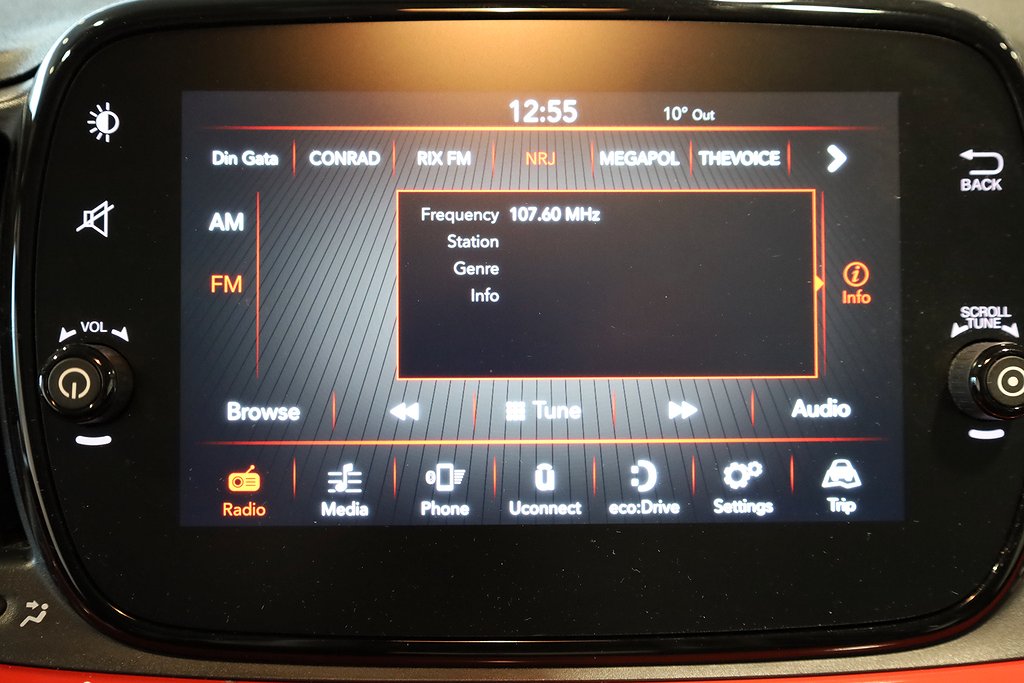 12:55 10° Out
Din Gata CONRAD RIX FM NRJ MEGAPOL THEVOICE
BACK
AM
Frequency 107.60 MHz
Station
Genre
FM
Info
Info
VOL
SCROLL
TUNE
Browse Tune Audio
Radio Media Phone Uconnect eco:Drive Settings Trip